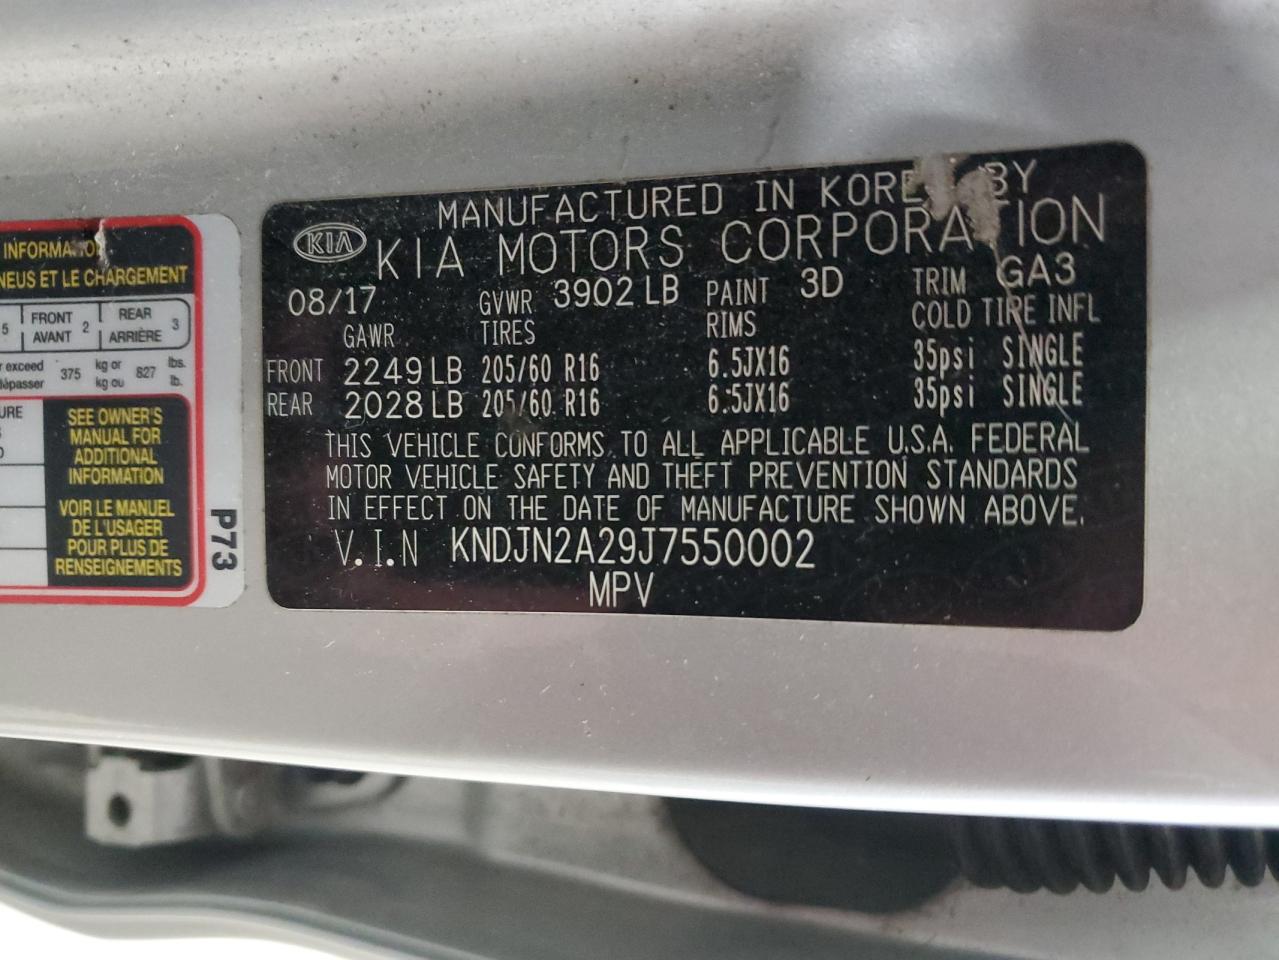 INFORMATION
NEUS ET LE CHARGEMENT
5 FRONT AVANT 2 REAR ARRIÈRE 3
exceed
dépasser 375 kg or kg ou 827 lbs. lb.
SEE OWNER'S
MANUAL FOR
ADDITIONAL
INFORMATION
VOIR LE MANUEL
DE L'USAGER
POUR PLUS DE
RENSEIGNEMENTS
P73
MANUFACTURED IN KOREA BY
KIA KIA MOTORS CORPORATION
08/17 GVWR 3902 LB PAINT 3D TRIM GA3
GAWR TIRES RIMS COLD TIRE INFL
FRONT 2249 LB 205/60 R16 6.5JX16 35psi SINGLE
REAR 2028 LB 205/60 R16 6.5JX16 35psi SINGLE
THIS VEHICLE CONFORMS TO ALL APPLICABLE U.S.A. FEDERAL
MOTOR VEHICLE SAFETY AND THEFT PREVENTION STANDARDS
IN EFFECT ON THE DATE OF MANUFACTURE SHOWN ABOVE.
V.I.N KNDJN2A29J7550002
MPV